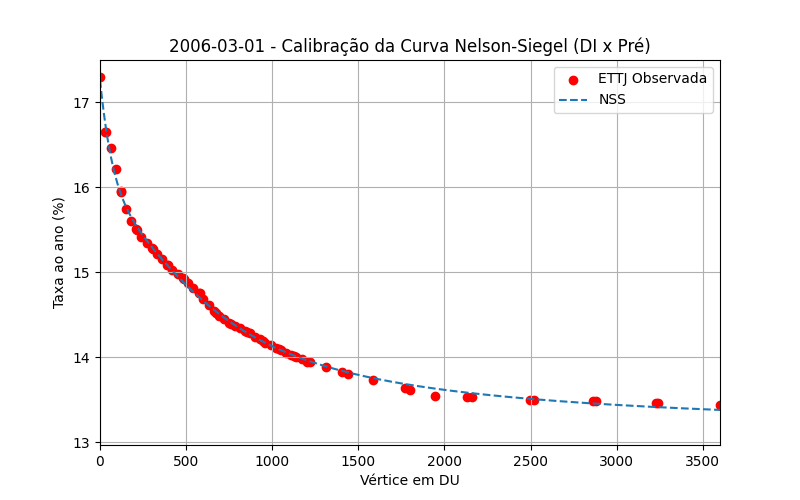 2006-03-01 - Calibração da Curva Nelson-Siegel (DI x Pré)
ETTJ Observada
NSS
Taxa ao ano (%)
17
16
15
14
13
0 500 1000 1500 2000 2500 3000 3500
Vértice em DU